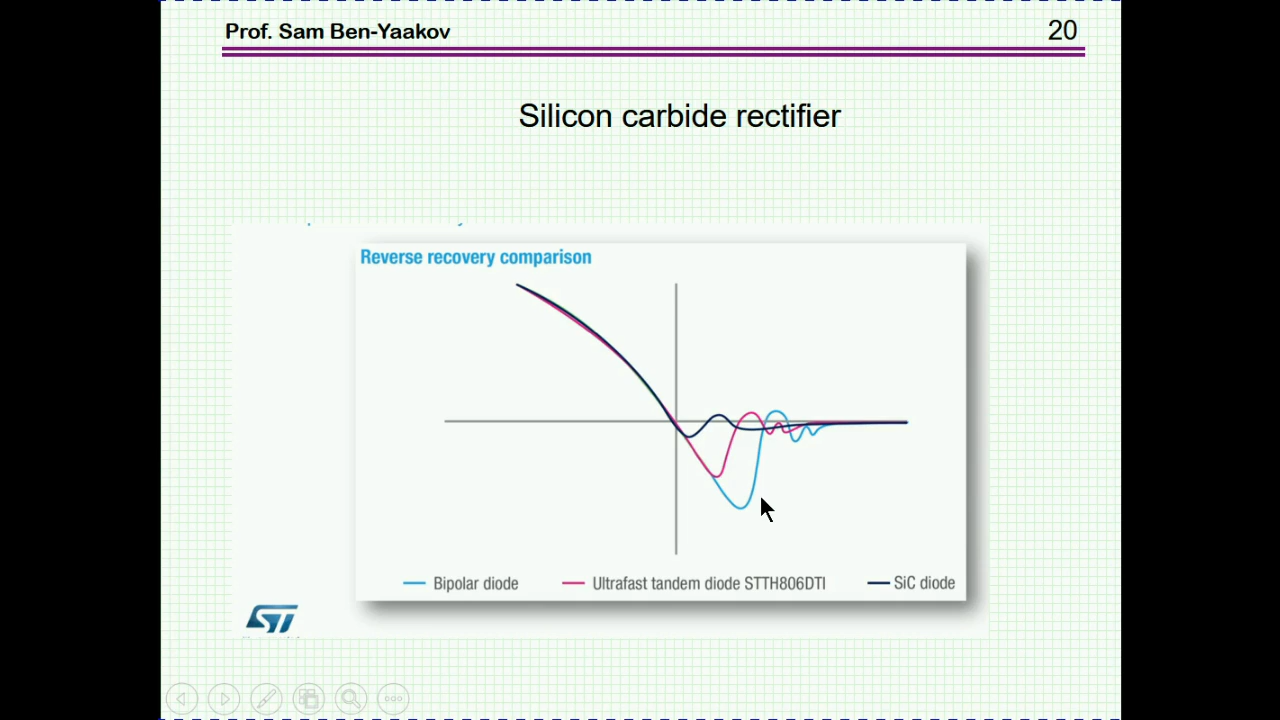 Prof. Sam Ben-Yaakov
20
Silicon carbide rectifier
Reverse recovery comparison
Bipolar diode
Ultrafast tandem diode STTH806DTI
SiC diode
ST